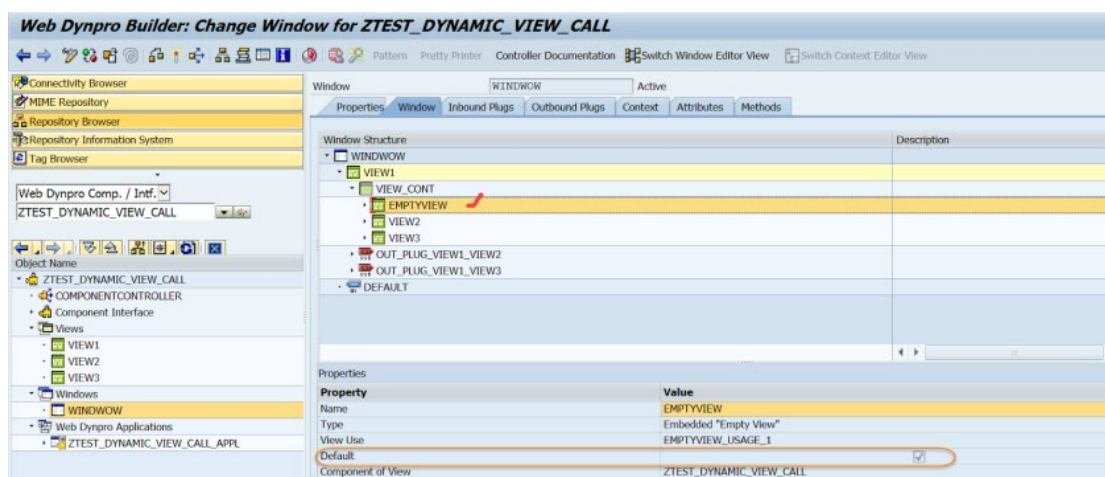 Web Dynpro Builder: Change Window for ZTEST_DYNAMIC_VIEW_CALL
Pattern Pretty Printer Controller Documentation Switch Window Editor View Switch Context Editor View
Connectivity Browser
MIME Repository
Repository Browser
Repository Information System
Tag Browser
Web Dynpro Comp. / Intf.
ZTEST_DYNAMIC_VIEW_CALL
Object Name
ZTEST_DYNAMIC_VIEW_CALL
COMPONENTCONTROLLER
Component Interface
Views
VIEW1
VIEW2
VIEW3
Windows
WINDWOW
Web Dynpro Applications
ZTEST_DYNAMIC_VIEW_CALL_APPL
Window WINDWOW Active
Properties Window Inbound Plugs Outbound Plugs Context Attributes Methods
Window Structure Description
WINDWOW
VIEW1
VIEW_CONT
EMPTYVIEW
VIEW2
VIEW3
OUT_PLUG_VIEW1_VIEW2
OUT_PLUG_VIEW1_VIEW3
DEFAULT
Properties
Property Value
Name EMPTYVIEW
Type Embedded "Empty View"
View Use EMPTYVIEW_USAGE_1
Default
Component of View ZTEST_DYNAMIC_VIEW_CALL